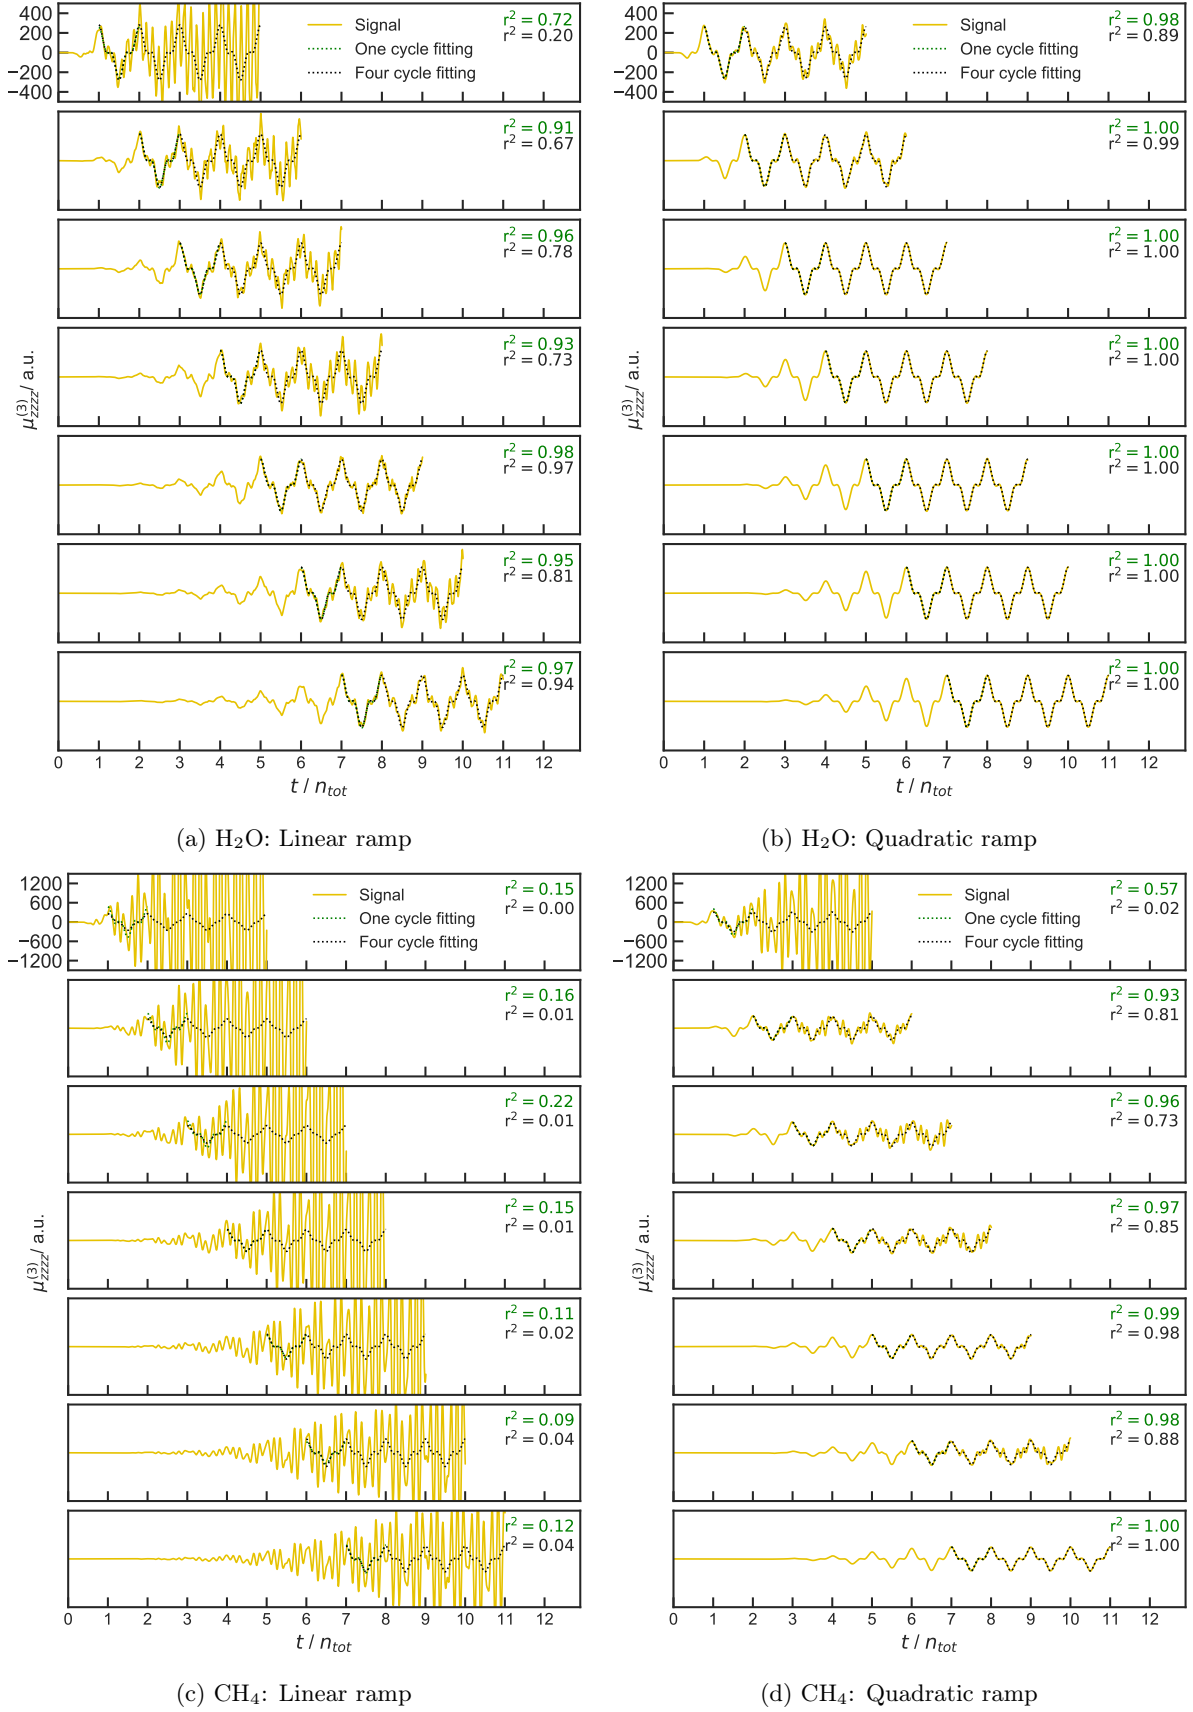 400
200
0
−200
−400
Signal
One cycle fitting
Four cycle fitting
r² = 0.72
r² = 0.20
r² = 0.91
r² = 0.67
r² = 0.96
r² = 0.78
r² = 0.93
r² = 0.73
r² = 0.98
r² = 0.97
r² = 0.95
r² = 0.81
r² = 0.97
r² = 0.94
μ_{zzzz}^{(3)} / a.u.
0 1 2 3 4 5 6 7 8 9 10 11 12
t / n_{tot}
(a) H₂O: Linear ramp
400
200
0
−200
−400
Signal
One cycle fitting
Four cycle fitting
r² = 0.98
r² = 0.89
r² = 1.00
r² = 0.99
r² = 1.00
r² = 1.00
r² = 1.00
r² = 1.00
r² = 1.00
r² = 1.00
r² = 1.00
r² = 1.00
r² = 1.00
r² = 1.00
μ_{zzzz}^{(3)} / a.u.
0 1 2 3 4 5 6 7 8 9 10 11 12
t / n_{tot}
(b) H₂O: Quadratic ramp
1200
600
0
−600
−1200
Signal
One cycle fitting
Four cycle fitting
r² = 0.15
r² = 0.00
r² = 0.16
r² = 0.01
r² = 0.22
r² = 0.01
r² = 0.15
r² = 0.01
r² = 0.11
r² = 0.02
r² = 0.09
r² = 0.04
r² = 0.12
r² = 0.04
μ_{zzzz}^{(3)} / a.u.
0 1 2 3 4 5 6 7 8 9 10 11 12
t / n_{tot}
(c) CH₄: Linear ramp
1200
600
0
−600
−1200
Signal
One cycle fitting
Four cycle fitting
r² = 0.57
r² = 0.02
r² = 0.93
r² = 0.81
r² = 0.96
r² = 0.73
r² = 0.97
r² = 0.85
r² = 0.99
r² = 0.98
r² = 0.98
r² = 0.88
r² = 1.00
r² = 1.00
μ_{zzzz}^{(3)} / a.u.
0 1 2 3 4 5 6 7 8 9 10 11 12
t / n_{tot}
(d) CH₄: Quadratic ramp